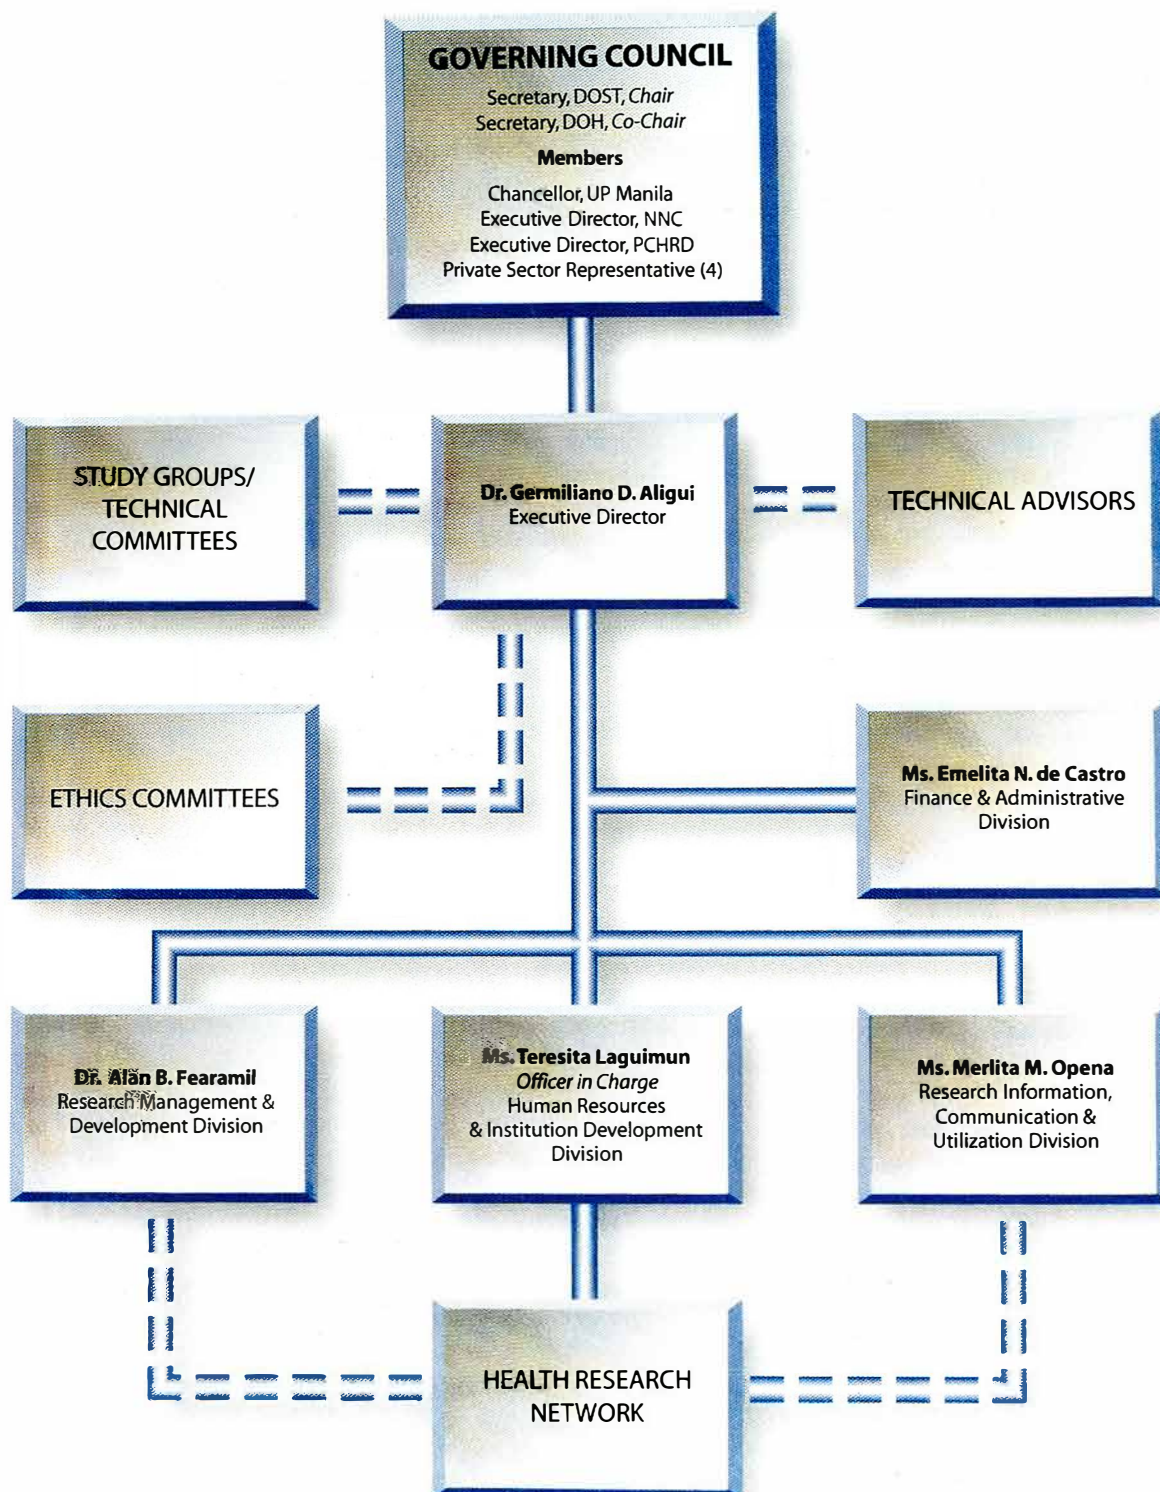 GOVERNING COUNCIL
Secretary, DOST, Chair
Secretary, DOH, Co-Chair
Members
Chancellor, UP Manila
Executive Director, NNC
Executive Director, PCHRD
Private Sector Representative (4)
STUDY GROUPS/
TECHNICAL
COMMITTEES
Dr. Germiliano D. Aligui
Executive Director
TECHNICAL ADVISORS
ETHICS COMMITTEES
Ms. Emelita N. de Castro
Finance & Administrative
Division
Dr. Alan B. Fearamil
Research Management &
Development Division
Ms. Teresita Laguimun
Officer in Charge
Human Resources
& Institution Development
Division
Ms. Merlita M. Opena
Research Information,
Communication &
Utilization Division
HEALTH RESEARCH
NETWORK